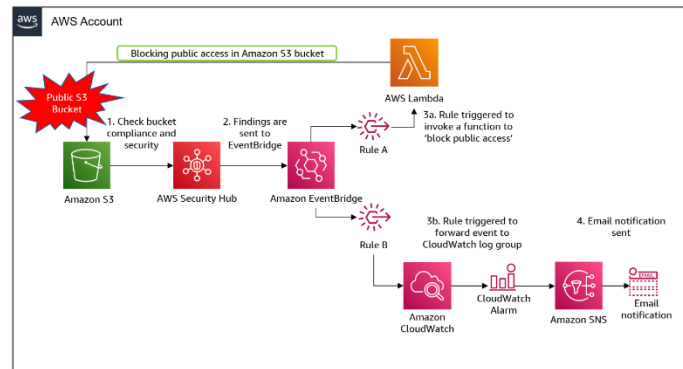 aws
AWS Account
Blocking public access in Amazon S3 bucket
Public S3
Bucket
AWS Lambda
1. Check bucket
compliance and
security
2. Findings are
sent to
EventBridge
3a. Rule triggered to
invoke a function to
‘block public access’
Rule A
Amazon S3
AWS Security Hub
Amazon EventBridge
Rule B
3b. Rule triggered to
forward event to
CloudWatch log group
4. Email notification
sent
EMAIL
Amazon
CloudWatch
CloudWatch
Alarm
Amazon SNS
Email
notification